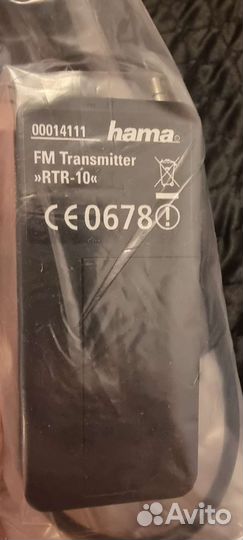 00014111 hama®
FM Transmitter
»RTR-10«
CE0678
Avito